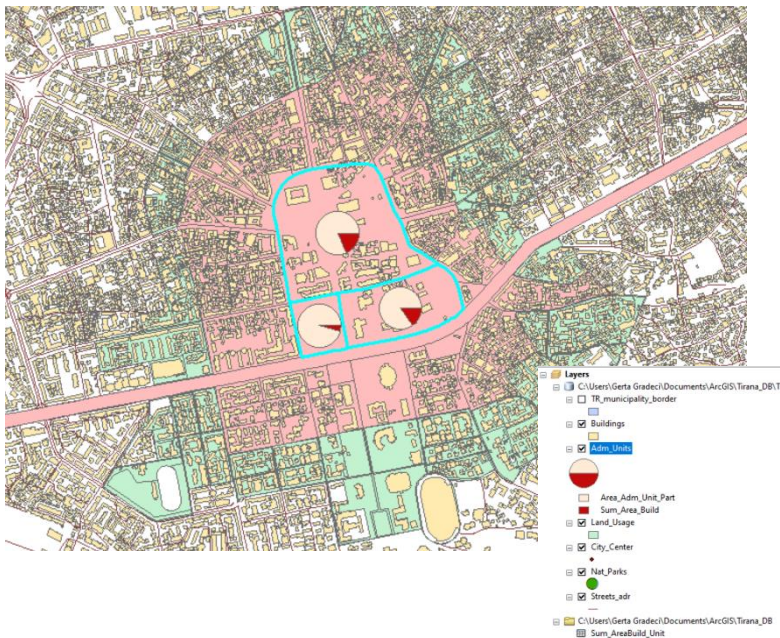 Layers
C:\Users\Gerta Gradeci\Documents\ArcGIS\Tirana_DB\T
TR_municipality_border
Buildings
Adm_Units
Area_Adm_Unit_Part
Sum_Area_Build
Land_Usage
City_Center
Nat_Parks
Streets_adr
C:\Users\Gerta Gradeci\Documents\ArcGIS\Tirana_DB
Sum_AreaBuild_Unit